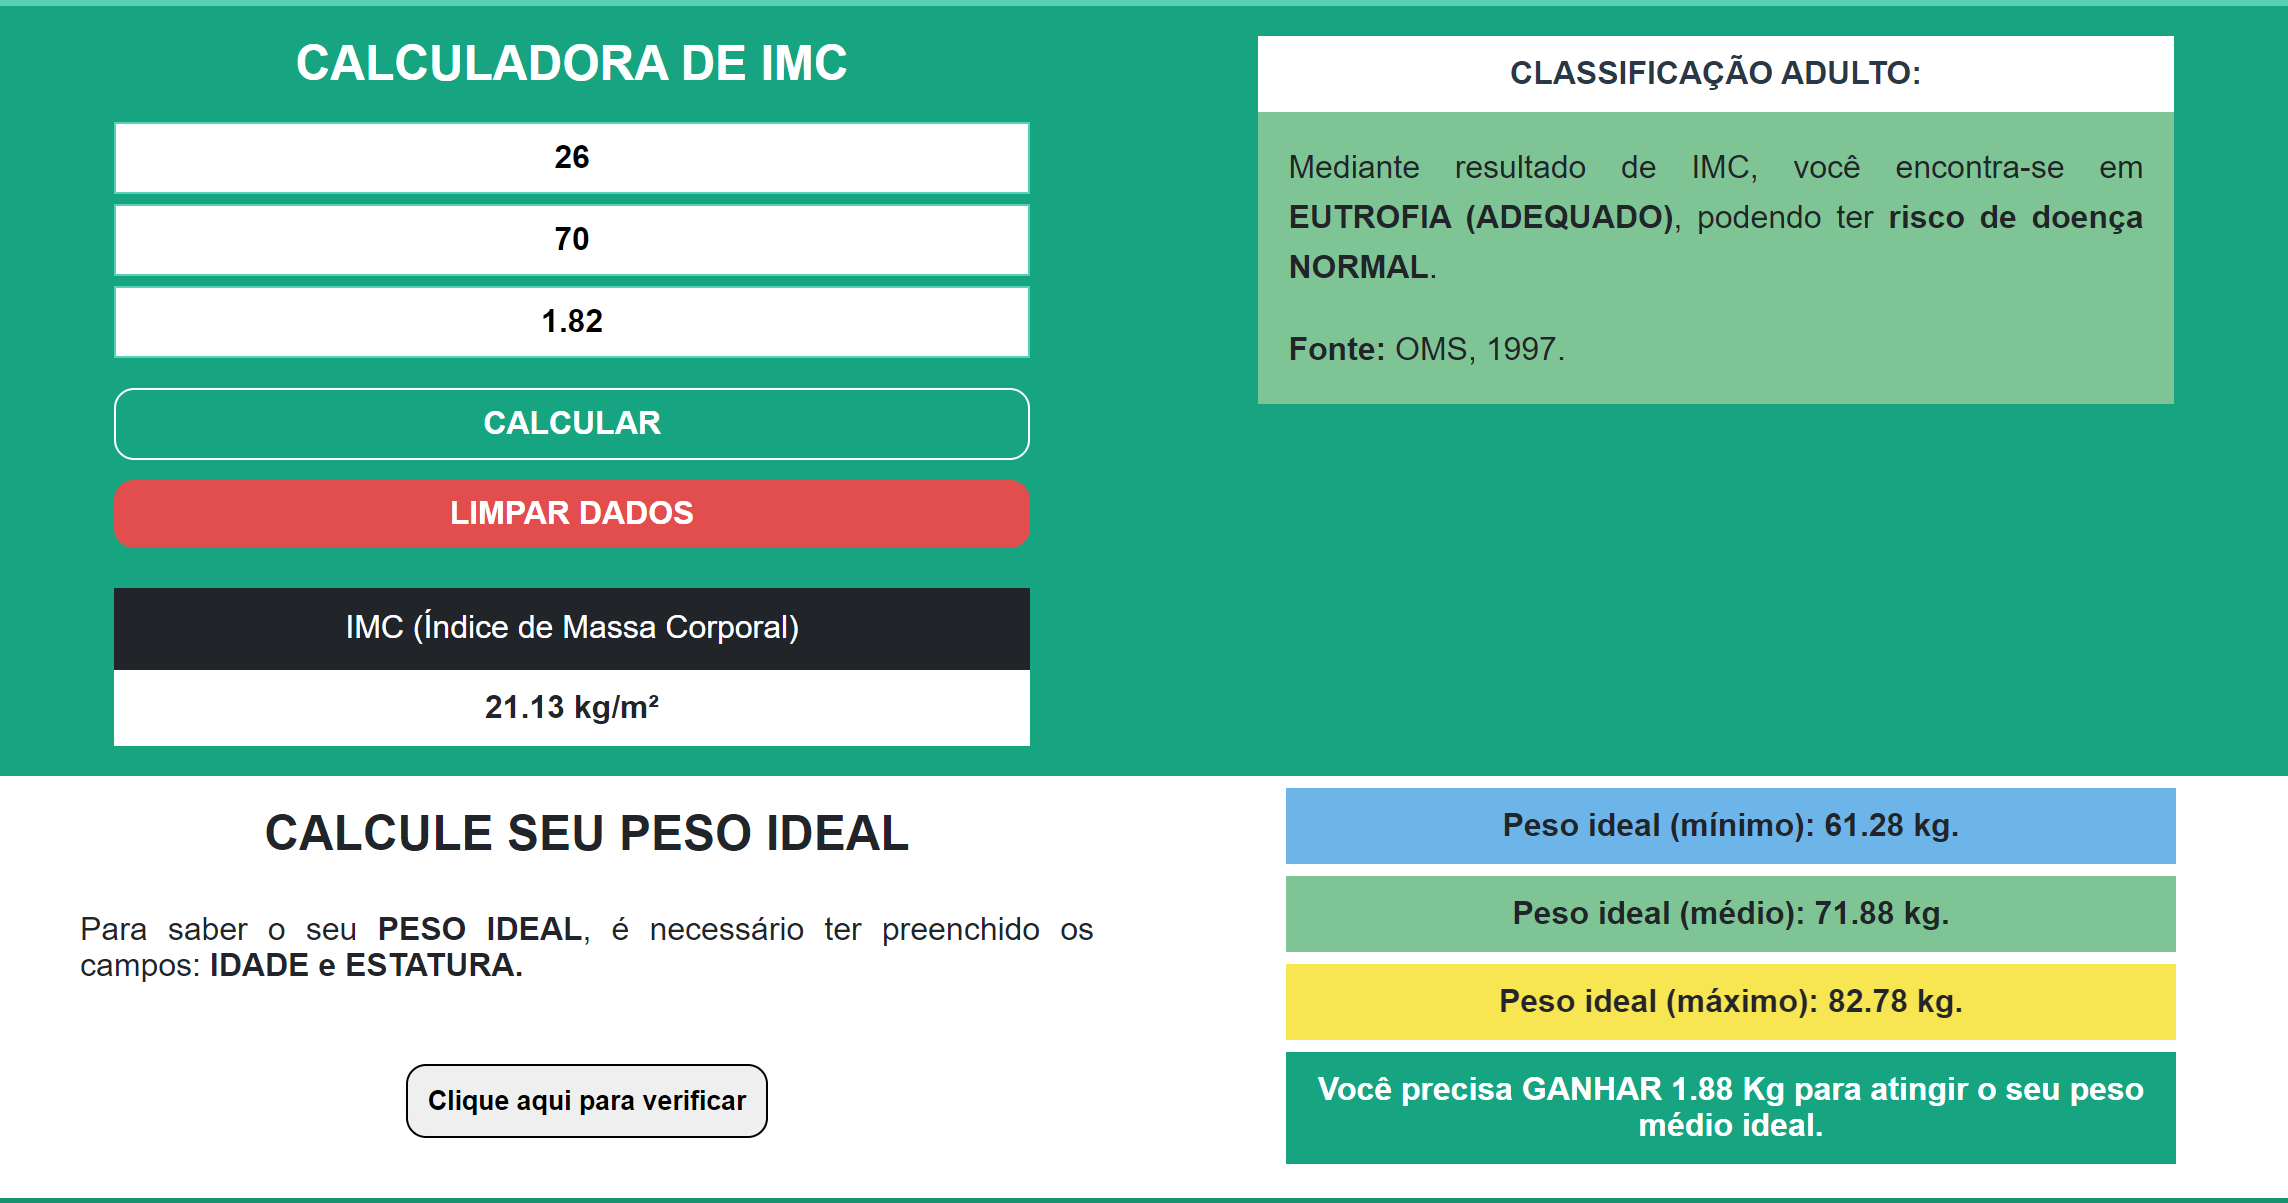 CALCULADORA DE IMC
26
70
1.82
CALCULAR
LIMPAR DADOS
IMC (Índice de Massa Corporal)
21.13 kg/m²
CLASSIFICAÇÃO ADULTO:
Mediante resultado de IMC, você encontra-se em
EUTROFIA (ADEQUADO), podendo ter risco de doença
NORMAL.
Fonte: OMS, 1997.
CALCULE SEU PESO IDEAL
Para saber o seu PESO IDEAL, é necessário ter preenchido os
campos: IDADE e ESTATURA.
Clique aqui para verificar
Peso ideal (mínimo): 61.28 kg.
Peso ideal (médio): 71.88 kg.
Peso ideal (máximo): 82.78 kg.
Você precisa GANHAR 1.88 Kg para atingir o seu peso
médio ideal.